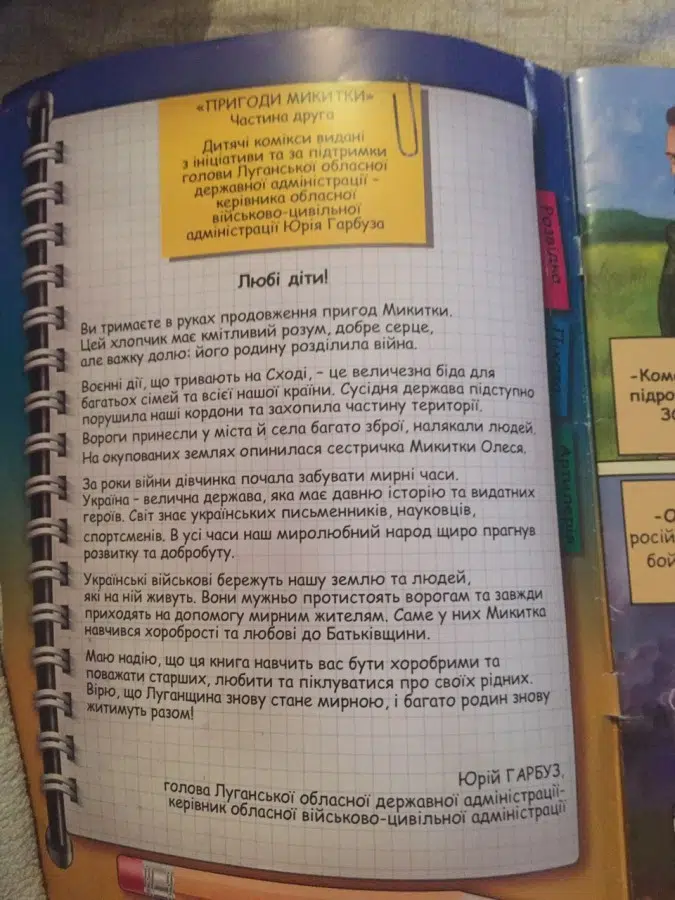 «ПРИГОДИ МИКИТКИ»
Частина друга
Дитячі комікси видані
з ініціативи та за підтримки
голови Луганської обласної
державної адміністрації –
керівника обласної
військово-цивільної
адміністрації Юрія Гарбуза
Любі діти!
Ви тримаєте в руках продовження пригод Микитки.
Цей хлопчик має кмітливий розум, добре серце,
але важку долю: його родину розділила війна.
Воєнні дії, що тривають на Сході, – це величезна біда для
багатьох сімей та всієї нашої країни. Сусідня держава підступно
порушила наші кордони та захопила частину території.
Вороги принесли у міста й села багато зброї, налякали людей.
На окупованих землях опинилася сестричка Микитки Олеся.
За роки війни дівчинка почала забувати мирні часи.
Україна – велична держава, яка має давню історію та видатних
героїв. Світ знає українських письменників, науковців,
спортсменів. В усі часи наш миролюбний народ щиро прагнув
розвитку та добробуту.
Українські військові бережуть нашу землю та людей,
які на ній живуть. Вони мужньо протистоять ворогам та завжди
приходять на допомогу мирним жителям. Саме у них Микитка
навчився хоробрості та любові до Батьківщини.
Маю надію, що ця книга навчить вас бути хоробрими та
поважати старших, любити та піклуватися про своїх рідних.
Вірю, що Луганщина знову стане мирною, і багато родин знову
житимуть разом!
Юрій ГАРБУЗ,
голова Луганської обласної державної адміністрації-
керівник обласної військово-цивільної адміністрації
Розвідка
Артилерія
-Ком
підро
російс
бой